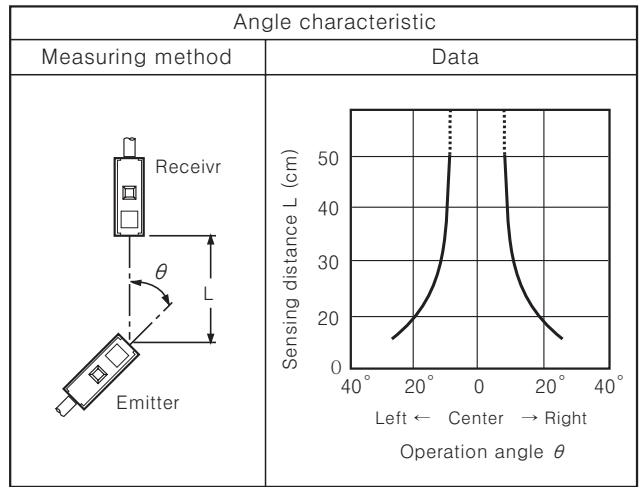 Angle characteristic
Measuring method
Data
Receivr
θ
L
Emitter
Sensing distance L (cm)
50
40
30
20
0
40° 20° 0 20° 40°
Left ← Center → Right
Operation angle θ